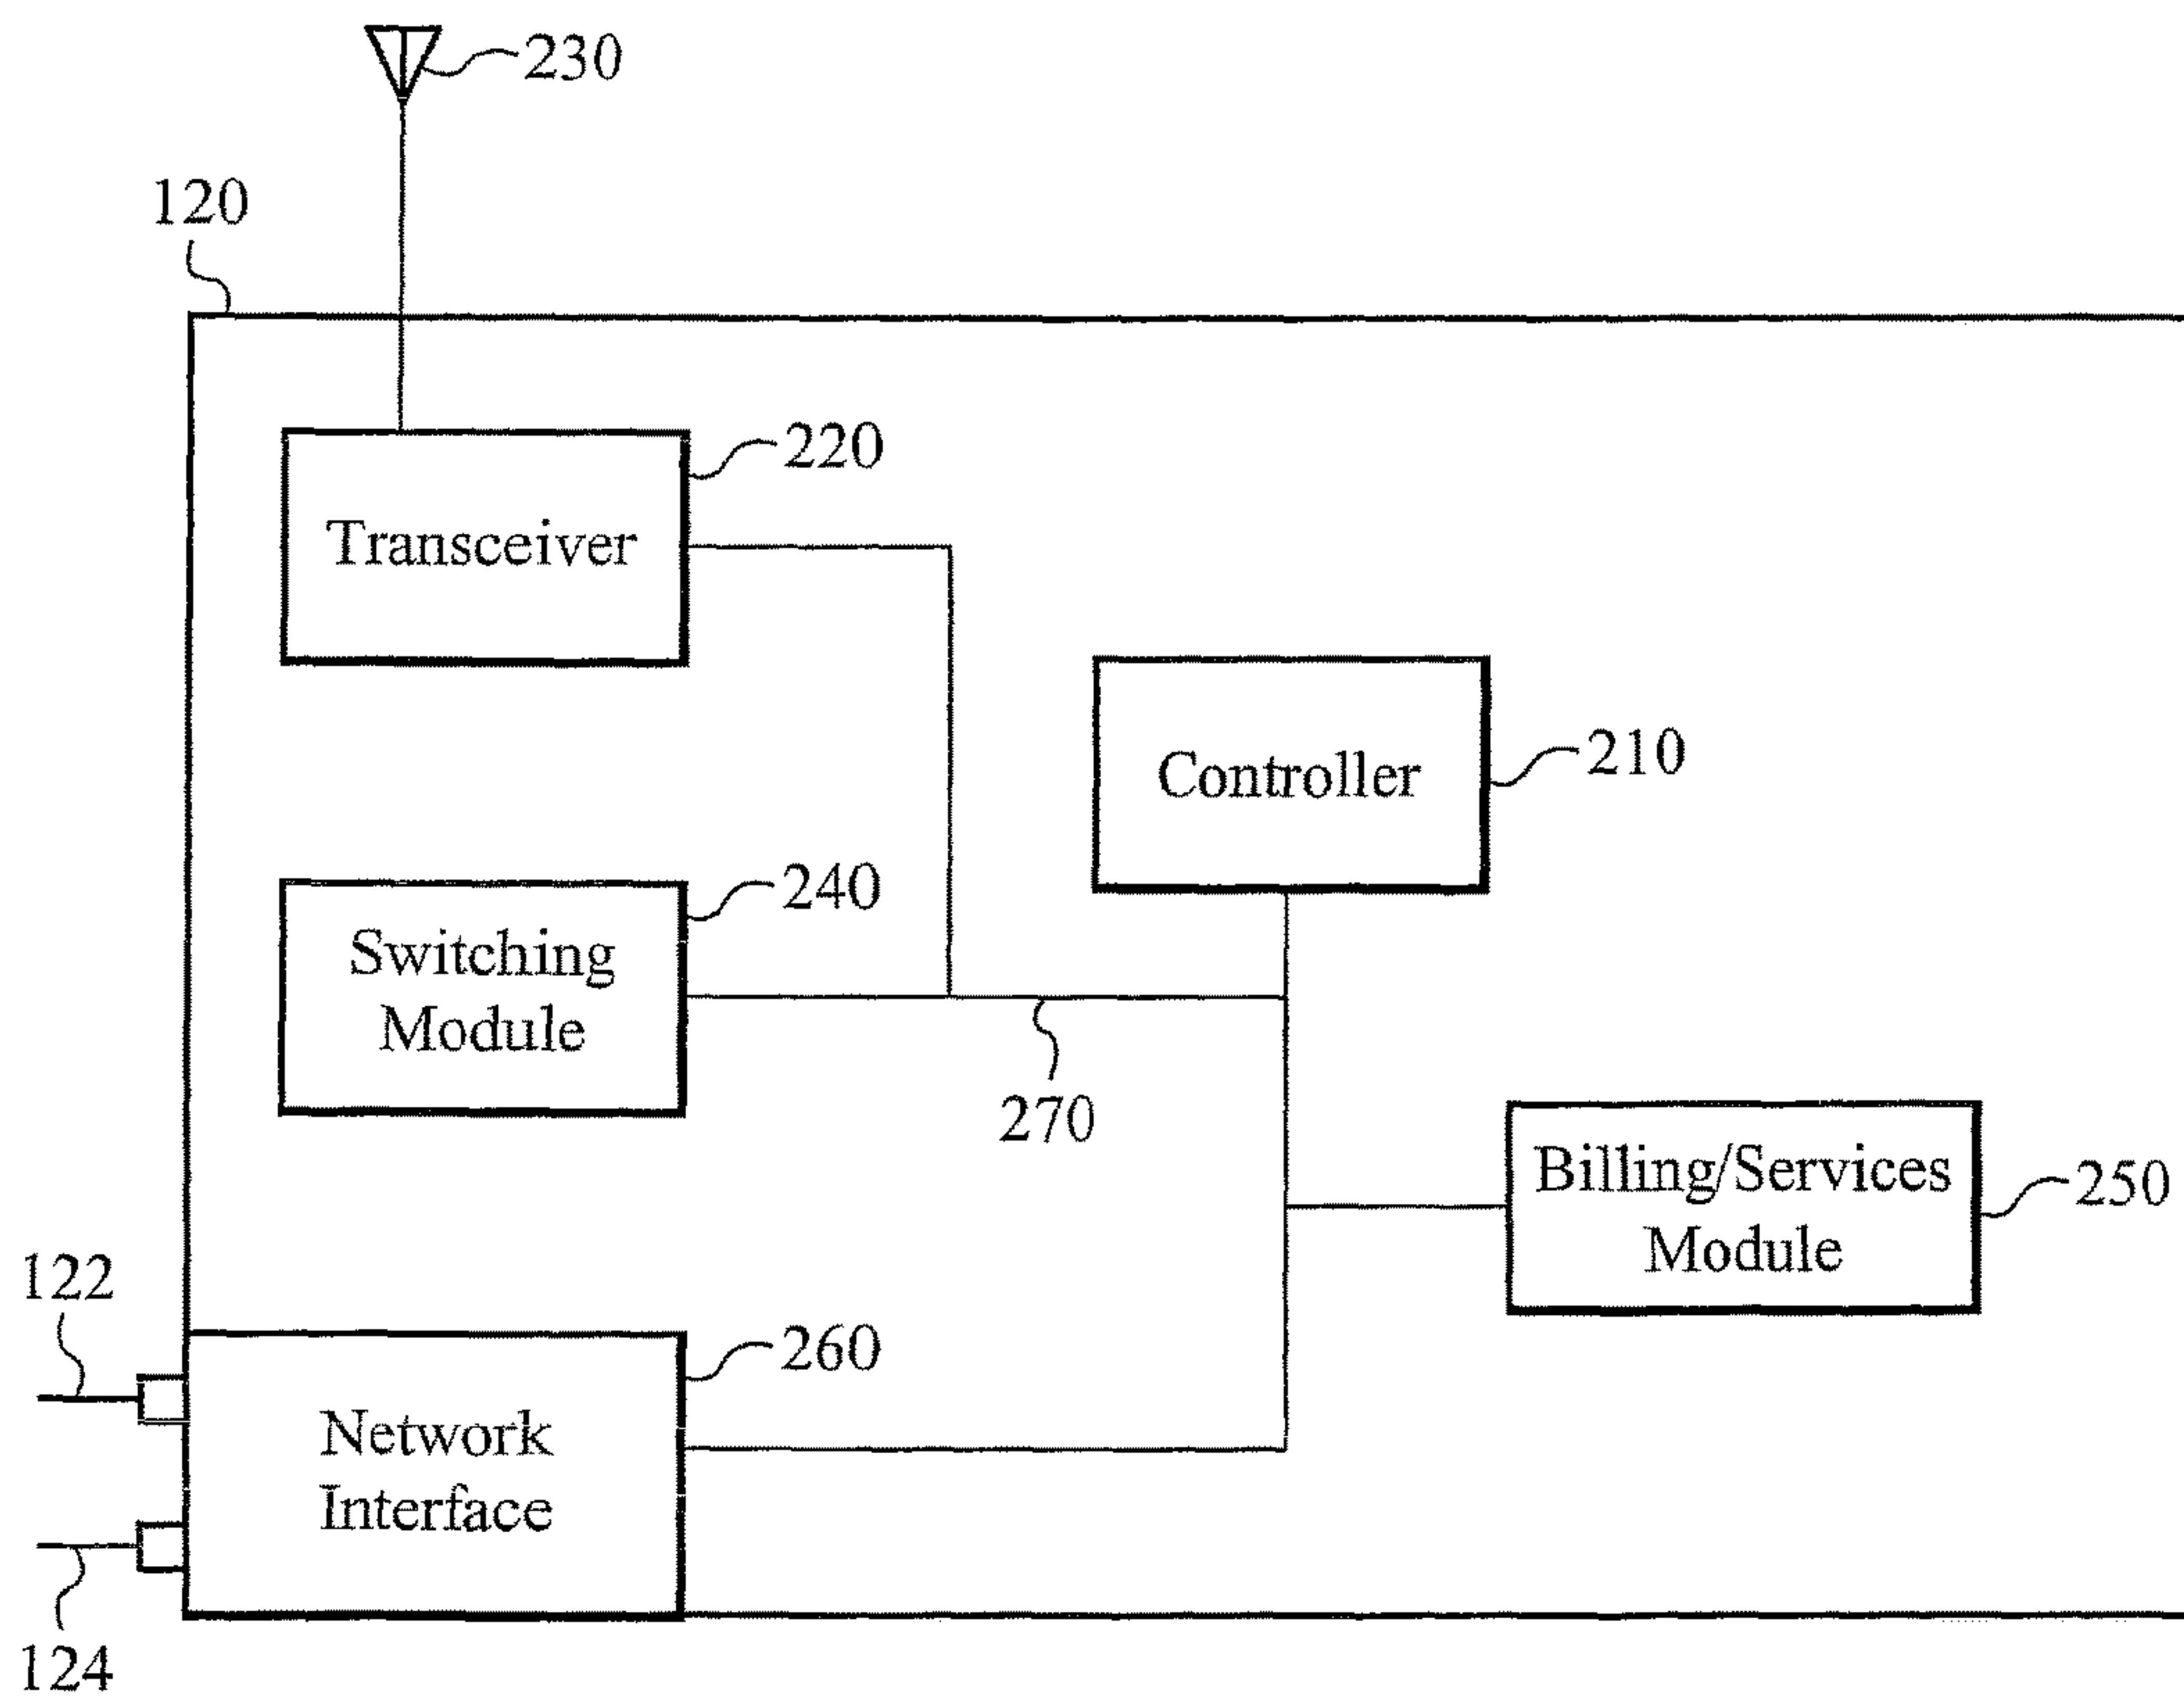 230
120
220
Transceiver
Controller
210
240
Switching
Module
270
Billing/Services
Module
250
122
260
Network
Interface
124